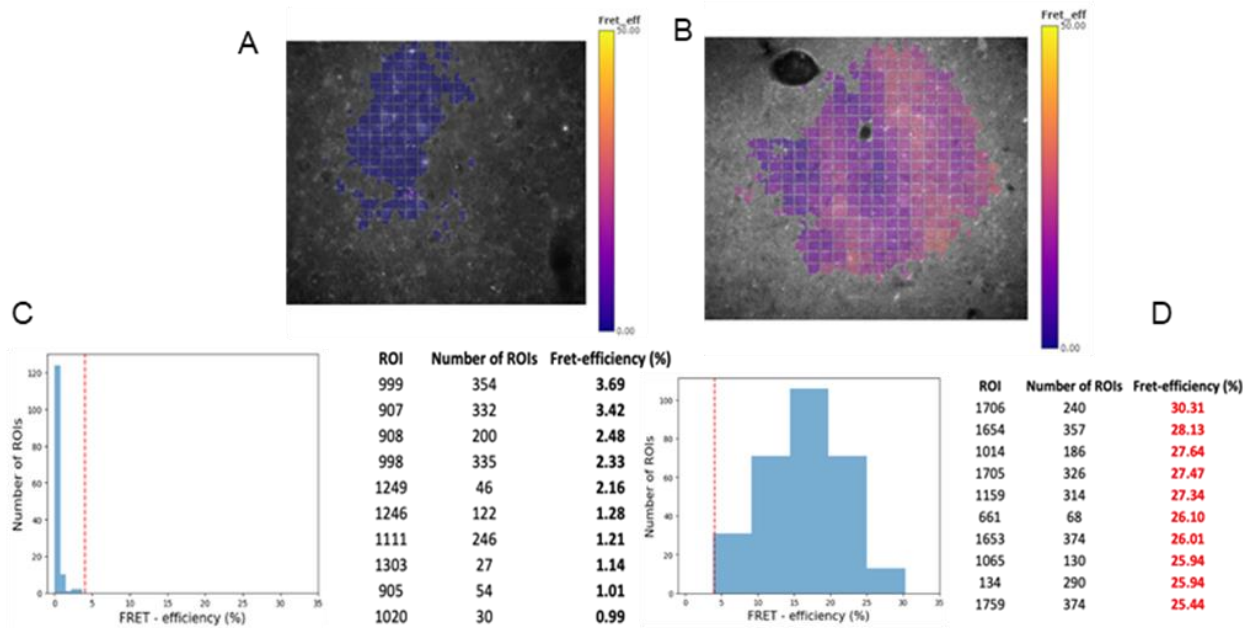 A
Fret_eff
50.00
0.00
B
Fret_eff
50.00
0.00
C
Number of ROIs
120
100
80
60
40
20
0
0 5 10 15 20 25 30 35
FRET - efficiency (%)
ROI Number of ROIs Fret-efficiency (%)
999 354 3.69
907 332 3.42
908 200 2.48
998 335 2.33
1249 46 2.16
1246 122 1.28
1111 246 1.21
1303 27 1.14
905 54 1.01
1020 30 0.99
D
Number of ROIs
100
80
60
40
20
0
0 5 10 15 20 25 30 35
FRET - efficiency (%)
ROI Number of ROIs Fret-efficiency (%)
1706 240 30.31
1654 357 28.13
1014 186 27.64
1705 326 27.47
1159 314 27.34
661 68 26.10
1653 374 26.01
1065 130 25.94
134 290 25.94
1759 374 25.44